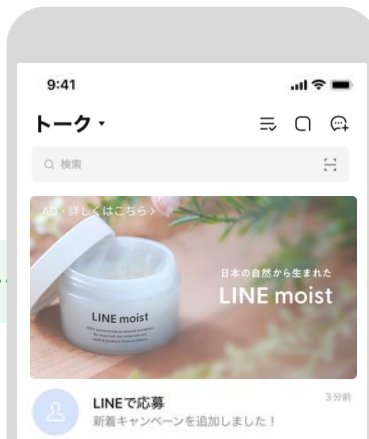 9:41
トーク
検索
AD・詳しくはこちら
日本の自然から生まれた
LINE moist
LINE moist
LINEで応募
3分前
新着キャンペーンを追加しました！